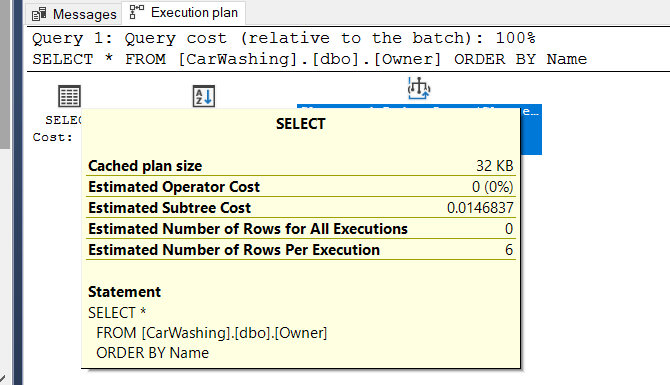 Messages Execution plan
Query 1: Query cost (relative to the batch): 100%
SELECT * FROM [CarWashing].[dbo].[Owner] ORDER BY Name
Cost:
SELECT
Cached plan size 32 KB
Estimated Operator Cost 0 (0%)
Estimated Subtree Cost 0.0146837
Estimated Number of Rows for All Executions 0
Estimated Number of Rows Per Execution 6
Statement
SELECT *
FROM [CarWashing].[dbo].[Owner]
ORDER BY Name